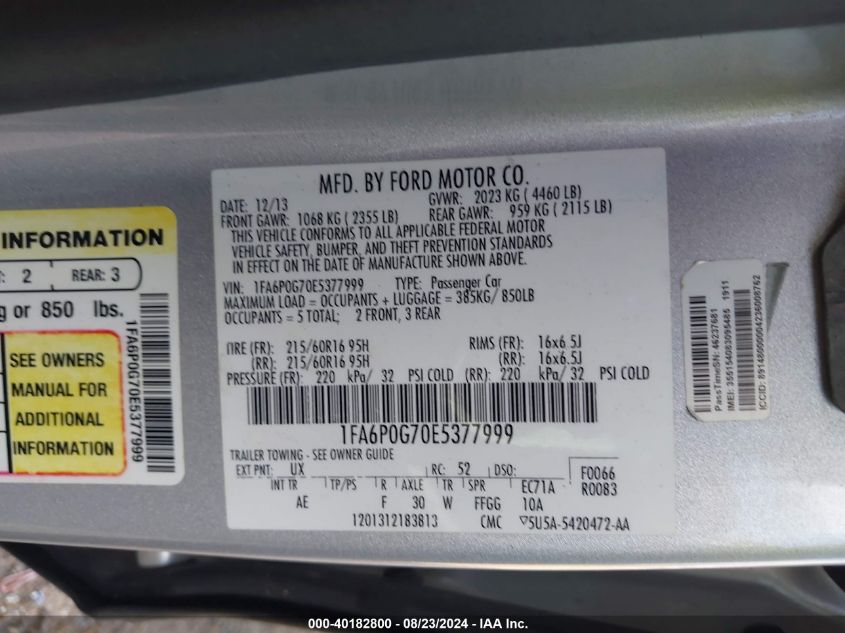 MFD. BY FORD MOTOR CO.
DATE: 12/13 GVWR: 2023 KG ( 4460 LB)
FRONT GAWR: 1068 KG ( 2355 LB) REAR GAWR: 959 KG ( 2115 LB)
THIS VEHICLE CONFORMS TO ALL APPLICABLE FEDERAL MOTOR
VEHICLE SAFETY, BUMPER, AND THEFT PREVENTION STANDARDS
IN EFFECT ON THE DATE OF MANUFACTURE SHOWN ABOVE.
VIN: 1FA6P0G70E5377999 TYPE: Passenger Car
MAXIMUM LOAD = OCCUPANTS + LUGGAGE = 385KG/ 850LB
OCCUPANTS = 5 TOTAL; 2 FRONT, 3 REAR
TIRE (FR): 215/60R16 95H RIMS (FR): 16x6.5J
(RR): 215/60R16 95H (RR): 16x6.5J
PRESSURE (FR): 220 kPa/ 32 PSI COLD (RR): 220 kPa/ 32 PSI COLD
1FA6P0G70E5377999
TRAILER TOWING - SEE OWNER GUIDE
EXT PNT: UX RC: 52 DSO: F0066
INT TR TP/PS R AXLE TR SPR EC71A R0083
AE F 30 W FFGG 10A
1201312183813 CMC 5U5A-5420472-AA
INFORMATION
2 REAR: 3
or 850 lbs.
SEE OWNERS
MANUAL FOR
ADDITIONAL
INFORMATION
1FA6P0G70E5377999
PassTimeSN: 46237681 1911
IMEI: 355154083095485
ICCID: 89148000004236008762
000-40182800 - 08/23/2024 - IAA Inc.